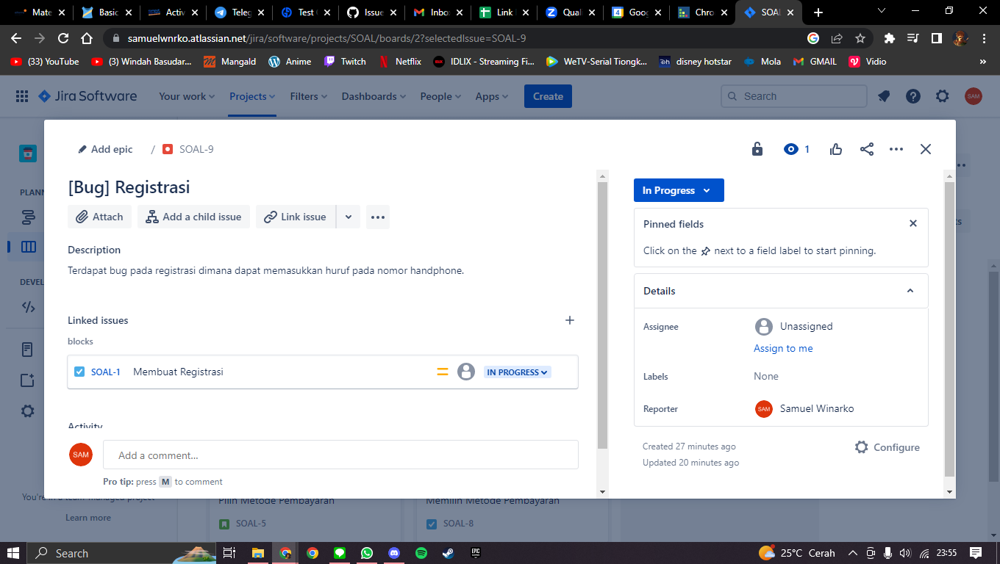 Mate
Basic
Activ
Teleg
Test
Issue
Inbo
Link
Quali
Goog
Chro
SOAL
samuelwnrko.atlassian.net/jira/software/projects/SOAL/boards/2?selectedIssue=SOAL-9
(33) YouTube
(3) Windah Basudar...
Mangald
Anime
Twitch
Netflix
IDLIX - Streaming Fi...
WeTV-Serial Tiongk...
disney hotstar
Mola
GMAIL
Vidio
»
Jira Software
Your work
Projects
Filters
Dashboards
People
Apps
Create
Search
SAM
Add epic / SOAL-9
1
[Bug] Registrasi
Attach
Add a child issue
Link issue
Description
Terdapat bug pada registrasi dimana dapat memasukkan huruf pada nomor handphone.
Linked issues
blocks
SOAL-1 Membuat Registrasi
IN PROGRESS
Activity
SAM
Add a comment...
Pro tip: press M to comment
In Progress
Pinned fields
Click on the next to a field label to start pinning.
Details
Assignee
Unassigned
Assign to me
Labels
None
Reporter
SAM Samuel Winarko
Created 27 minutes ago
Updated 20 minutes ago
Configure
PLANN
DEVEL
You're in a team-managed project
Learn more
Pilih Metode Pembayaran
SOAL-5
Memilih Metode Pembayaran
SOAL-8
Search
EPIC
25°C Cerah
23:55